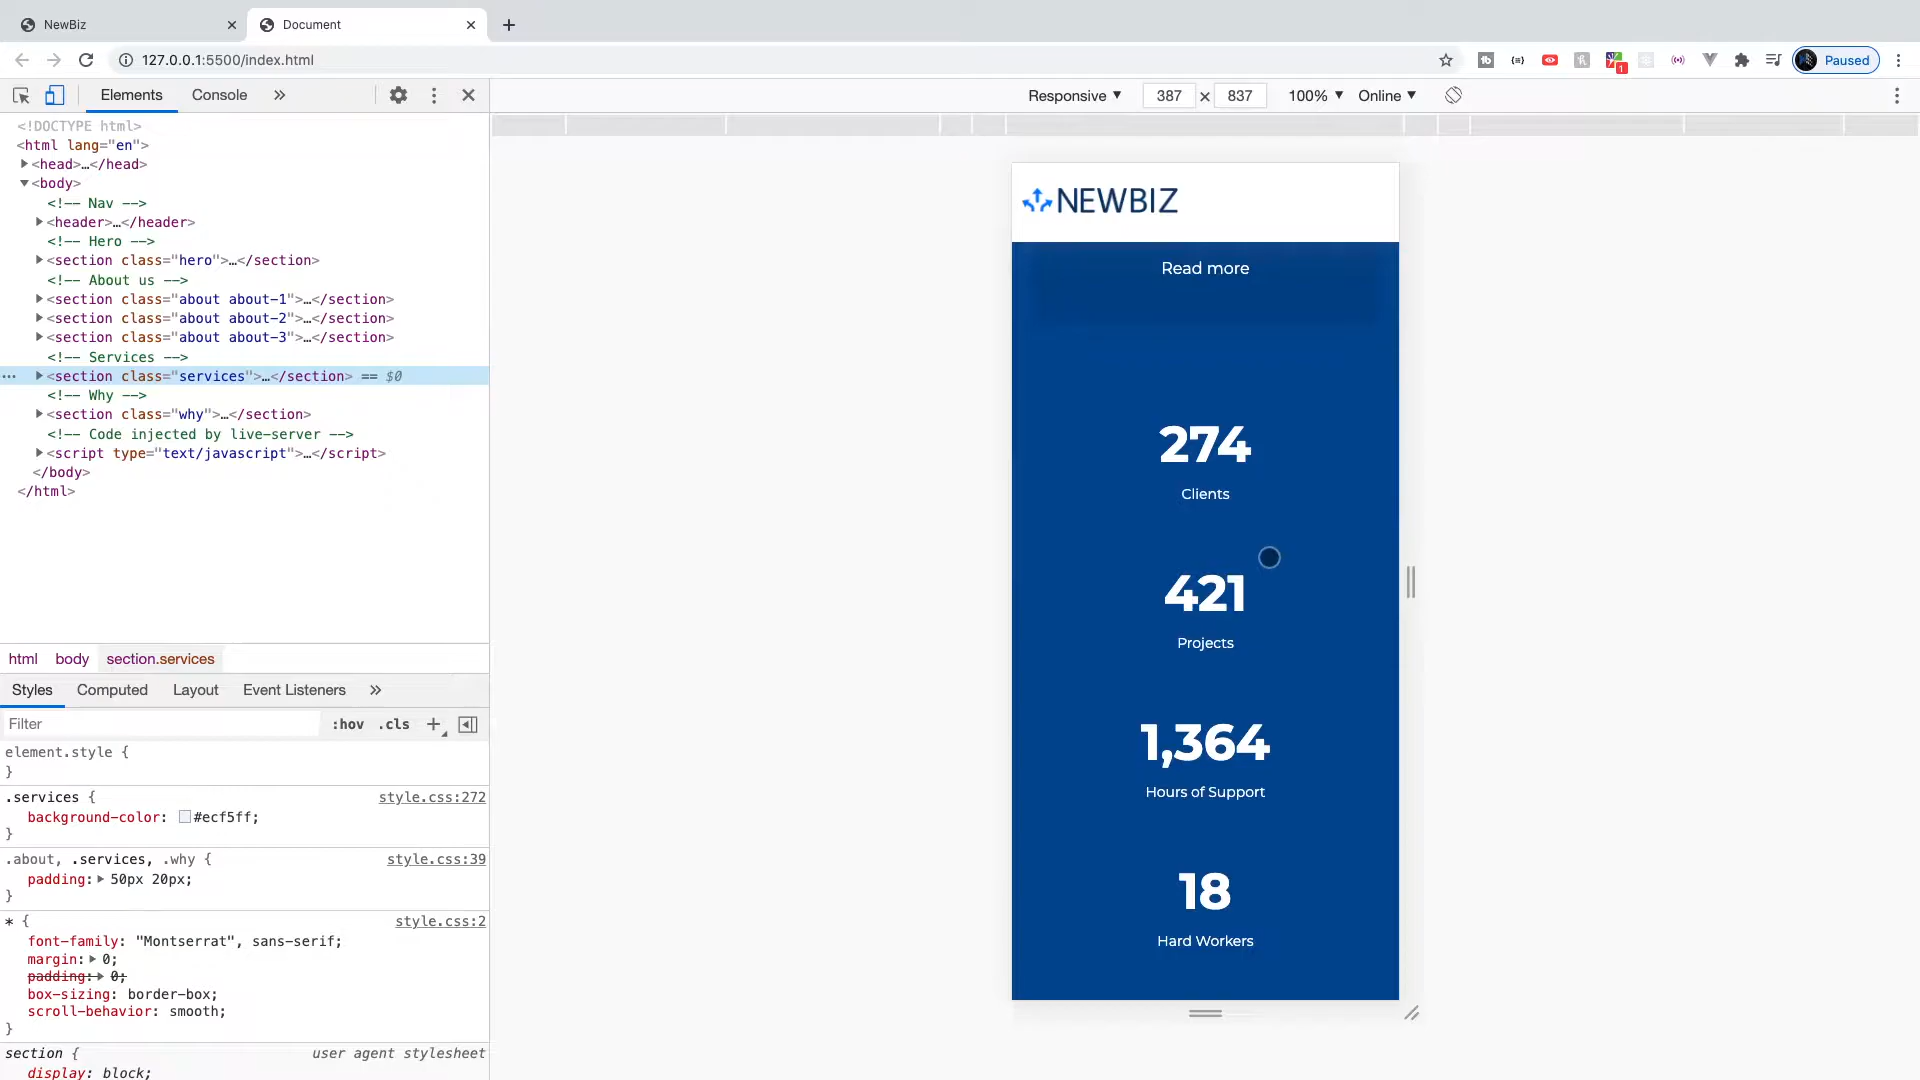 NewBiz
Document
127.0.0.1:5500/index.html
Paused
Elements
Console
Responsive
387
×
837
100%
Online
<!DOCTYPE html>
<html lang="en">
<head>…</head>
<body>
<!-- Nav -->
<header>…</header>
<!-- Hero -->
<section class="hero">…</section>
<!-- About us -->
<section class="about about-1">…</section>
<section class="about about-2">…</section>
<section class="about about-3">…</section>
<!-- Services -->
<section class="services">…</section> == $0
<!-- Why -->
<section class="why">…</section>
<!-- Code injected by live-server -->
<script type="text/javascript">…</script>
</body>
</html>
html body section.services
Styles Computed Layout Event Listeners
Filter
:hov .cls
element.style {
}
.services { style.css:272
background-color: #ecf5ff;
}
.about, .services, .why { style.css:39
padding: 50px 20px;
}
* { style.css:2
font-family: "Montserrat", sans-serif;
margin: 0;
padding: 0;
box-sizing: border-box;
scroll-behavior: smooth;
}
section { user agent stylesheet
display: block;
NEWBIZ
Read more
274
Clients
421
Projects
1,364
Hours of Support
18
Hard Workers